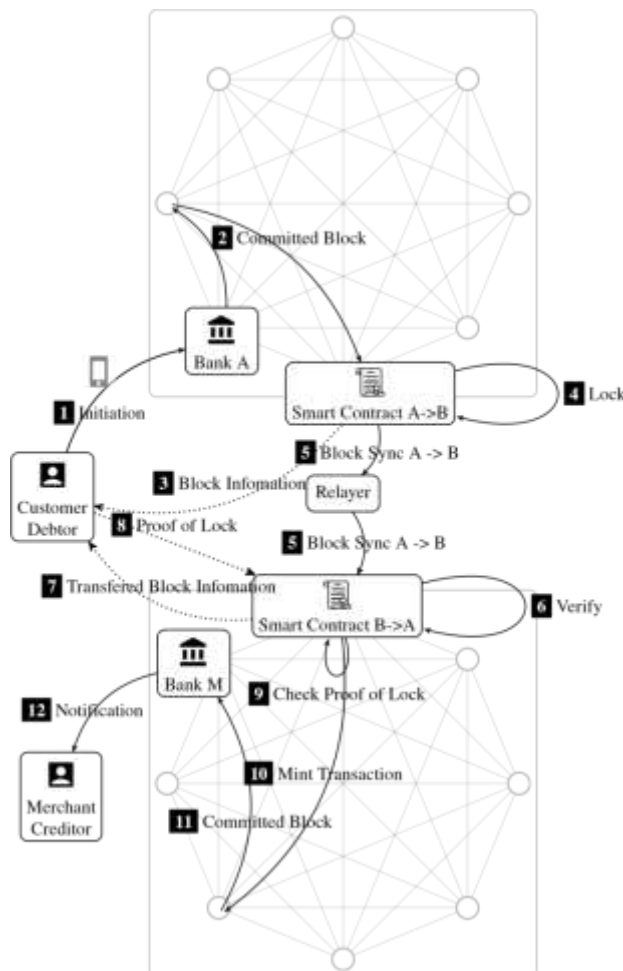 2 Committed Block
Bank A
1 Initiation
Smart Contract A->B
4 Lock
5 Block Sync A -> B
3 Block Infomation
Relayer
Customer
Debtor
8 Proof of Lock
5 Block Sync A -> B
7 Transfered Block Infomation
Smart Contract B->A
6 Verify
Bank M
9 Check Proof of Lock
12 Notification
10 Mint Transaction
Merchant
Creditor
11 Committed Block